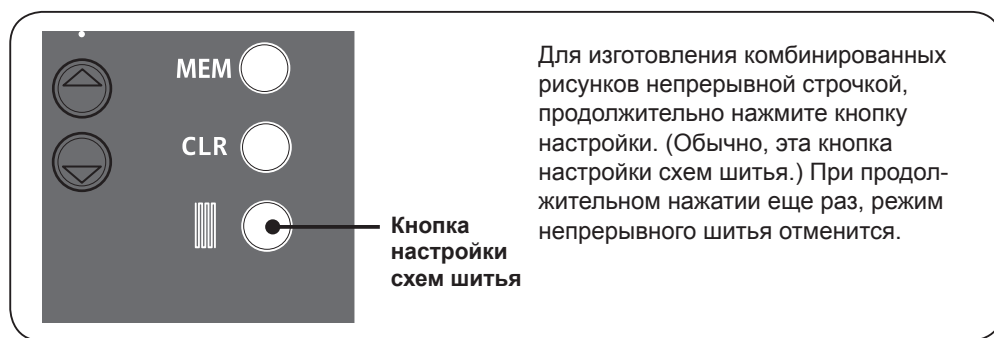 MEM
CLR
Кнопка
настройки
схем шитья
Для изготовления комбинированных
рисунков непрерывной строчкой,
продолжительно нажмите кнопку
настройки. (Обычно, эта кнопка
настройки схем шитья.) При продол-
жительном нажатии еще раз, режим
непрерывного шитья отменится.